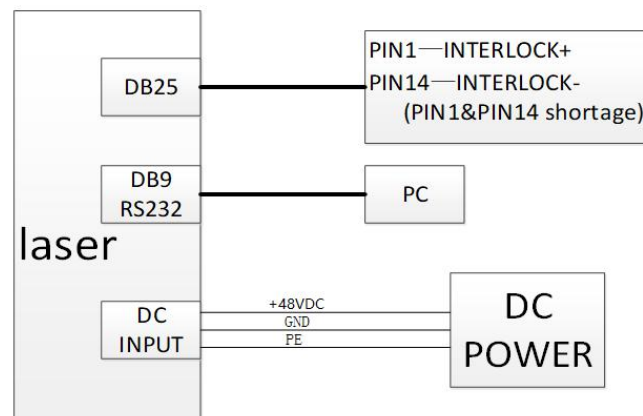 DB25
PIN1—INTERLOCK+
PIN14—INTERLOCK-
(PIN1&PIN14 shortage)
DB9
RS232
PC
laser
DC
INPUT
+48VDC
GND
PE
DC
POWER